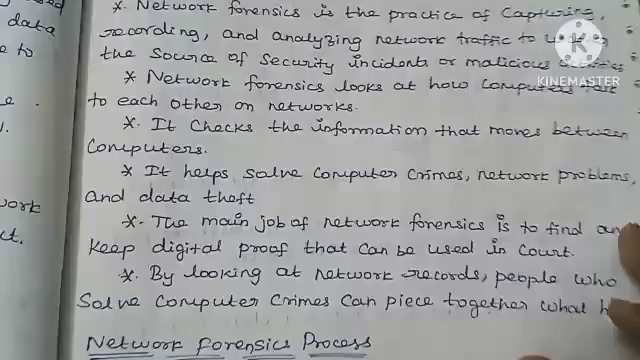 data
to
*. Network forensics is the practice of capturing,
recording, and analyzing network traffic to
the source of security incidents or malicious
* Network forensics looks at how computers
to each other on networks.
*. It checks the information that moves between
computers.
* It helps solve computer crimes, network problems,
and data theft
*. The main job of network forensics is to find
keep digital proof that can be used in court.
*. By looking at network records, people who
solve computer crimes can piece together what
Network Forensics Process
work
ct.
KINEMASTER